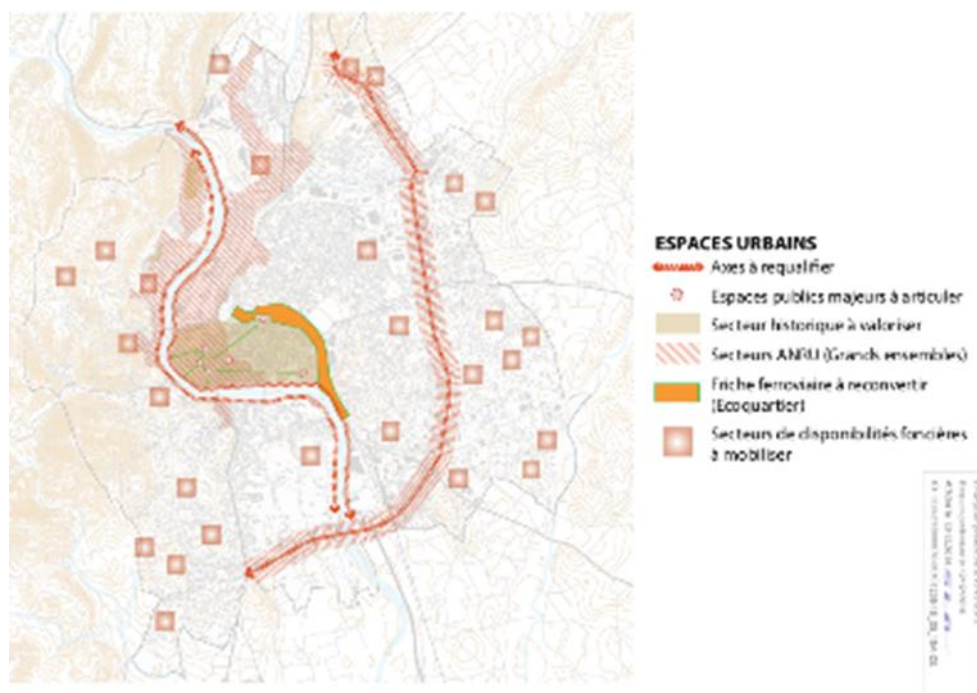 ESPACES URBAINS
Axes à requalifier
Espaces publics majeurs à articuler
Secteur historique à valoriser
Secteurs ANRU (Grands ensembles)
Friche ferroviaire à reconvertir
(Ecoquartier)
Secteurs de disponibilités foncières
à mobiliser